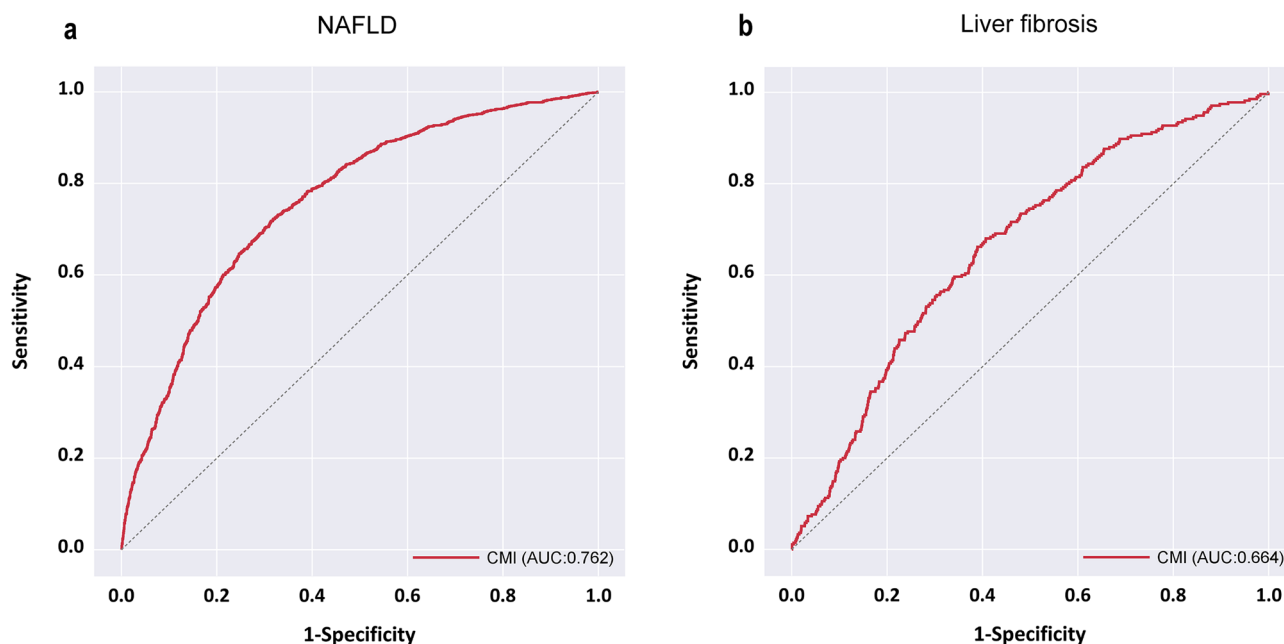 a
NAFLD
1.0
0.8
0.6
0.4
0.2
0.0
Sensitivity
CMI (AUC:0.762)
0.0 0.2 0.4 0.6 0.8 1.0
1-Specificity
b
Liver fibrosis
1.0
0.8
0.6
0.4
0.2
0.0
Sensitivity
CMI (AUC:0.664)
0.0 0.2 0.4 0.6 0.8 1.0
1-Specificity